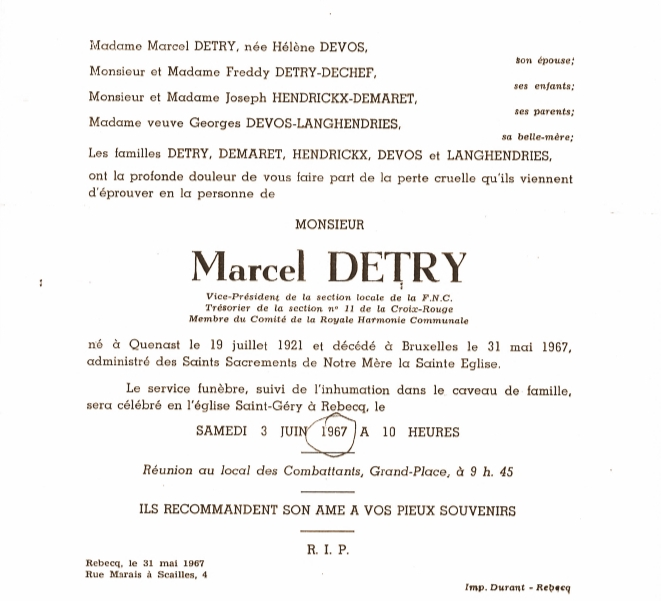 Madame Marcel DETRY, née Hélène DEVOS,
son épouse;
Monsieur et Madame Freddy DETRY-DECHEF,
ses enfants;
Monsieur et Madame Joseph HENDRICKX-DEMARET,
ses parents;
Madame veuve Georges DEVOS-LANGHENDRIES,
sa belle-mère;
Les familles DETRY, DEMARET, HENDRICKX, DEVOS et LANGHENDRIES,
ont la profonde douleur de vous faire part de la perte cruelle qu'ils viennent
d'éprouver en la personne de
MONSIEUR
Marcel DETRY
Vice-Président de la section locale de la F.N.C.
Trésorier de la section n° 11 de la Croix-Rouge
Membre du Comité de la Royale Harmonie Communale
né à Quenast le 19 juillet 1921 et décédé à Bruxelles le 31 mai 1967,
administré des Saints Sacrements de Notre Mère la Sainte Eglise.
Le service funèbre, suivi de l'inhumation dans le caveau de famille,
sera célébré en l'église Saint-Géry à Rebecq, le
SAMEDI 3 JUIN 1967 A 10 HEURES
Réunion au local des Combattants, Grand-Place, à 9 h. 45
ILS RECOMMANDENT SON AME A VOS PIEUX SOUVENIRS
R. I. P.
Rebecq, le 31 mai 1967
Rue Marais à Scailles, 4
Imp. Durant - Rebecq